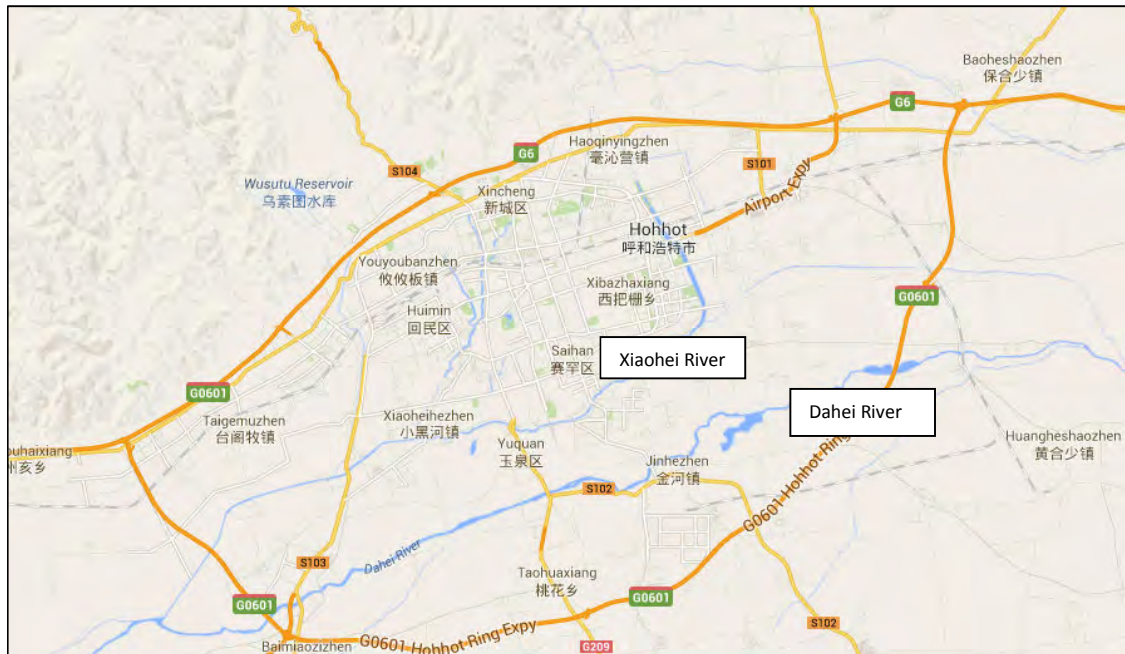 Baoheshaozhen
保合少镇
G6
G6
Haoqinyingzhen
毫沁营镇
S101
S104
Airport Expy
Wusutu Reservoir
乌素图水库
Xincheng
新城区
Hohhot
呼和浩特市
Youyoubanzhen
攸攸板镇
Xibazhaxiang
西把栅乡
G0601
Huimin
回民区
Saihan
赛罕区
Xiaohei River
G0601
Dahei River
Taigemuzhen
台阁牧镇
Xiaoheihezhen
小黑河镇
ouhaixiang
州亥乡
Yuquan
玉泉区
Huangheshaozhen
黄合少镇
Jinhezhen
金河镇
S102
G0601 Hohhot Ring
Dahei River
S103
Taohuaxiang
桃花乡
G0601
G0601
S102
G0601 Hohhot Ring Expy
Baimiaozizhen
G209